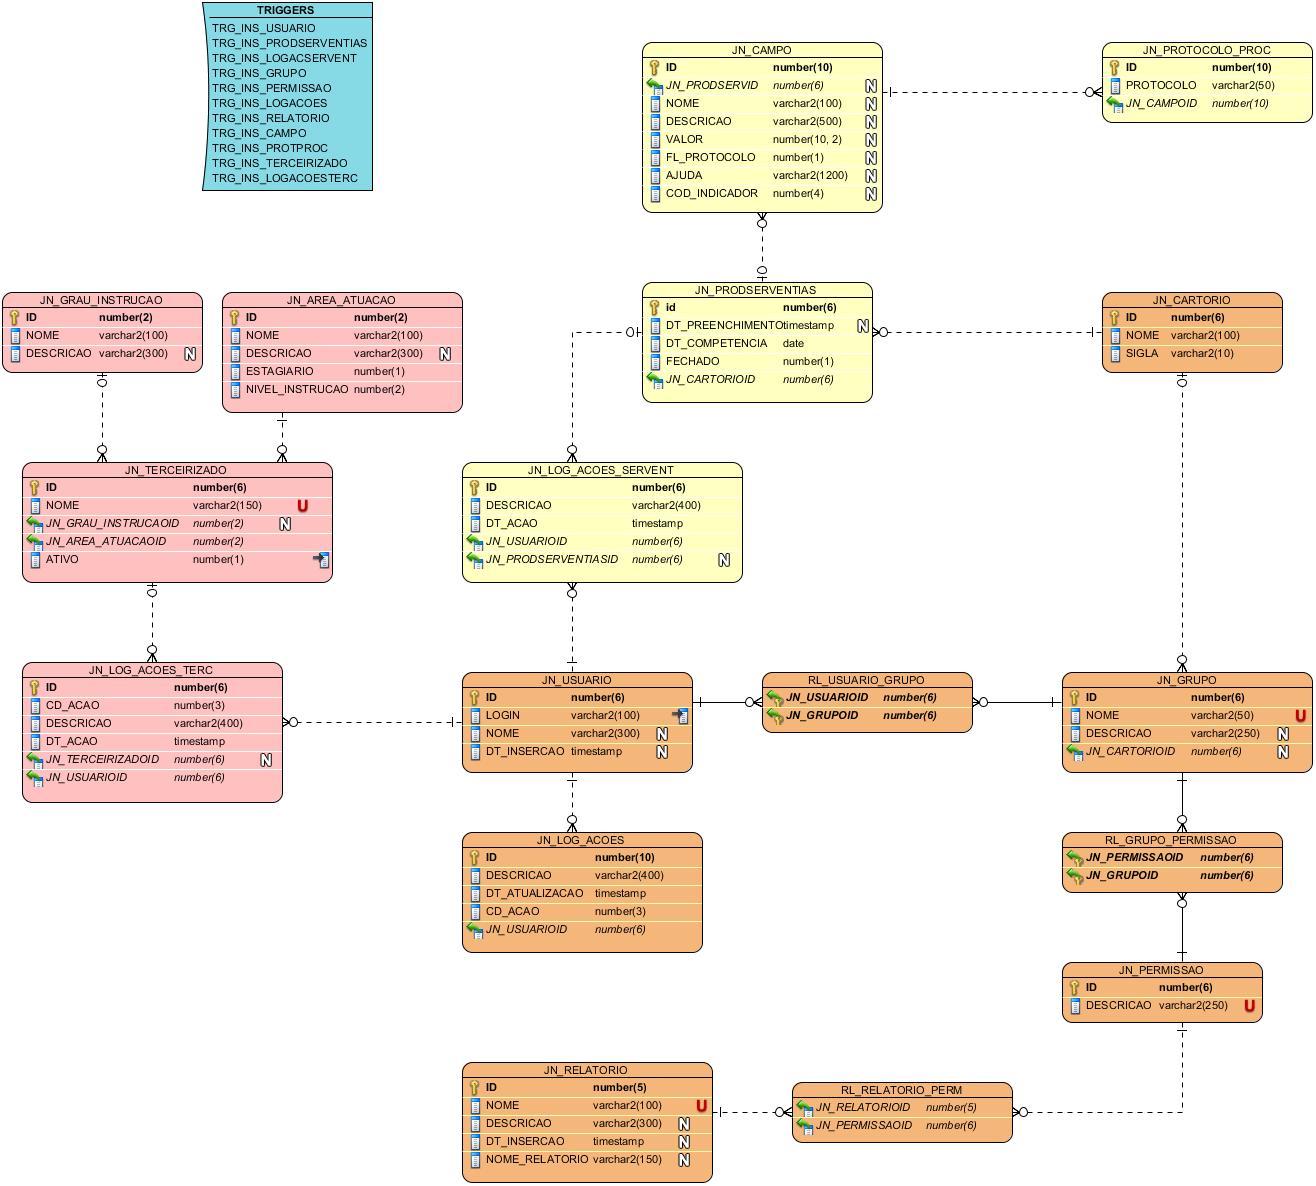 TRIGGERS
TRG_INS_USUARIO
TRG_INS_PRODSERVENTIAS
TRG_INS_LOGACSERVENT
TRG_INS_GRUPO
TRG_INS_PERMISSAO
TRG_INS_LOGACOES
TRG_INS_RELATORIO
TRG_INS_CAMPO
TRG_INS_PROTPROC
TRG_INS_TERCEIRIZADO
TRG_INS_LOGACOESTERC
JN_CAMPO
ID number(10)
JN_PRODSERVID number(6) N
NOME varchar2(100) N
DESCRICAO varchar2(500) N
VALOR number(10, 2) N
FL_PROTOCOLO number(1) N
AJUDA varchar2(1200) N
COD_INDICADOR number(4) N
JN_PROTOCOLO_PROC
ID number(10)
PROTOCOLO varchar2(50)
JN_CAMPOID number(10)
JN_GRAU_INSTRUCAO
ID number(2)
NOME varchar2(100)
DESCRICAO varchar2(300) N
JN_AREA_ATUACAO
ID number(2)
NOME varchar2(100)
DESCRICAO varchar2(300) N
ESTAGIARIO number(1)
NIVEL_INSTRUCAO number(2)
JN_PRODSERVENTIAS
id number(6)
DT_PREENCHIMENTO timestamp N
DT_COMPETENCIA date
FECHADO number(1)
JN_CARTORIOID number(6)
JN_CARTORIO
ID number(6)
NOME varchar2(100)
SIGLA varchar2(10)
JN_TERCEIRIZADO
ID number(6)
NOME varchar2(150) U
JN_GRAU_INSTRUCAOID number(2) N
JN_AREA_ATUACAOID number(2)
ATIVO number(1)
JN_LOG_ACOES_SERVENT
ID number(6)
DESCRICAO varchar2(400)
DT_ACAO timestamp
JN_USUARIOID number(6)
JN_PRODSERVENTIASID number(6) N
JN_LOG_ACOES_TERC
ID number(6)
CD_ACAO number(3)
DESCRICAO varchar2(400)
DT_ACAO timestamp
JN_TERCEIRIZADOID number(6) N
JN_USUARIOID number(6)
JN_USUARIO
ID number(6)
LOGIN varchar2(100)
NOME varchar2(300) N
DT_INSERCAO timestamp N
RL_USUARIO_GRUPO
JN_USUARIOID number(6)
JN_GRUPOID number(6)
JN_GRUPO
ID number(6)
NOME varchar2(50) U
DESCRICAO varchar2(250) N
JN_CARTORIOID number(6) N
JN_LOG_ACOES
ID number(10)
DESCRICAO varchar2(400)
DT_ATUALIZACAO timestamp
CD_ACAO number(3)
JN_USUARIOID number(6)
RL_GRUPO_PERMISSAO
JN_PERMISSAOID number(6)
JN_GRUPOID number(6)
JN_PERMISSAO
ID number(6)
DESCRICAO varchar2(250) U
JN_RELATORIO
ID number(5)
NOME varchar2(100) U
DESCRICAO varchar2(300) N
DT_INSERCAO timestamp N
NOME_RELATORIO varchar2(150) N
RL_RELATORIO_PERM
JN_RELATORIOID number(5)
JN_PERMISSAOID number(6)